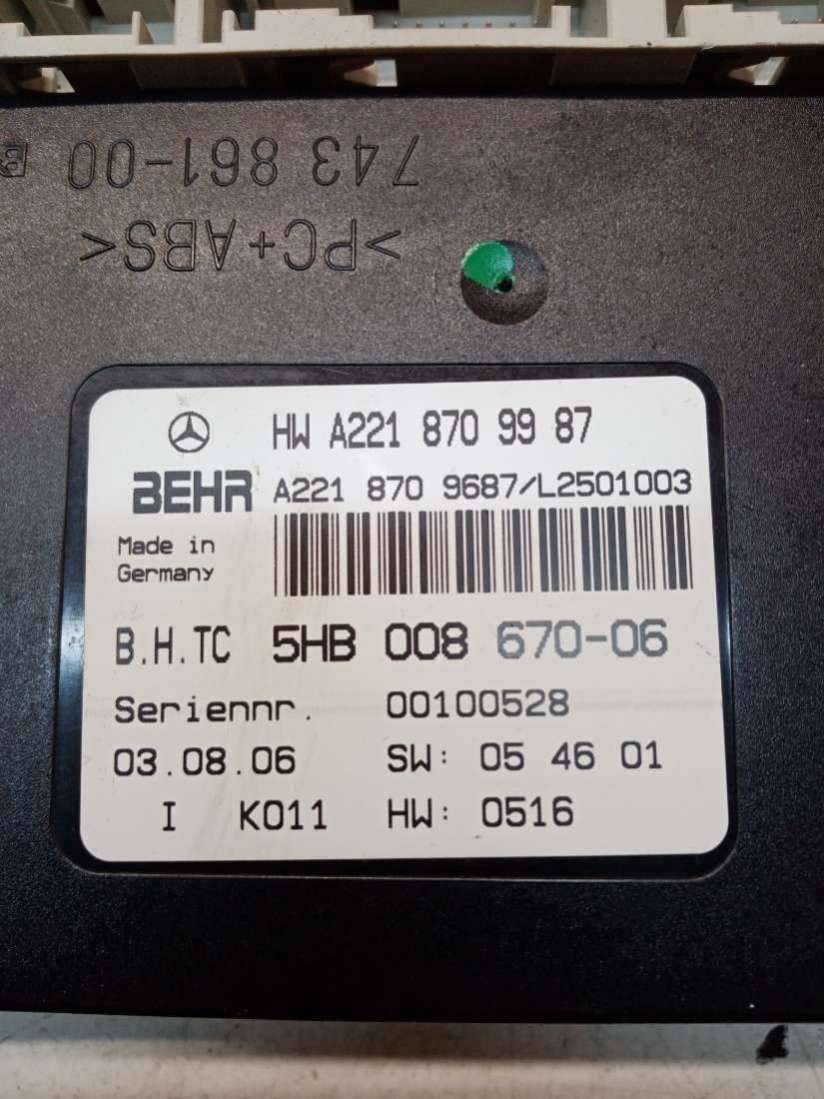 743 861-00 B
>PC+ABS<
HW A221 870 99 87
BEHR A221 870 9687/L2501003
Made in
Germany
B.H.TC 5HB 008 670-06
Seriennr. 00100528
03.08.06 SW: 05 46 01
I K011 HW: 0516